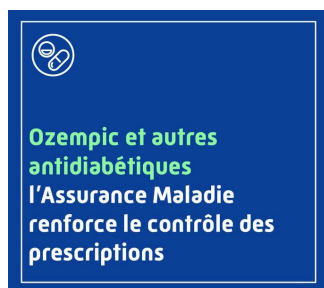 Ozempic et autres
antidiabétiques
l'Assurance Maladie
renforce le contrôle des
prescriptions